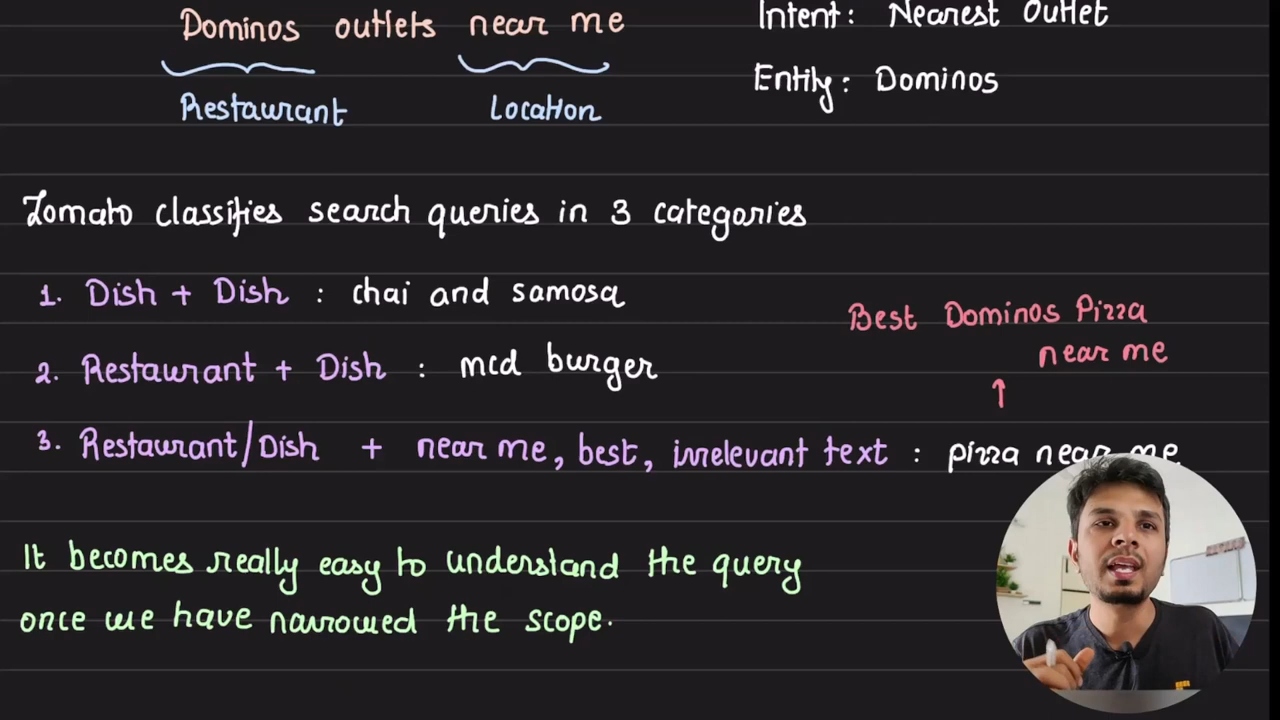 Dominos outlets near me
Intent: Nearest Outlet
Restaurant
Location
Entity: Dominos
Zomato classifies search queries in 3 categories
1. Dish + Dish : chai and samosa
2. Restaurant + Dish : mcd burger
Best Dominos Pizza
near me
↑
3. Restaurant/Dish + near me, best, irrelevant text : pizza near me
It becomes really easy to understand the query
once we have narrowed the scope.